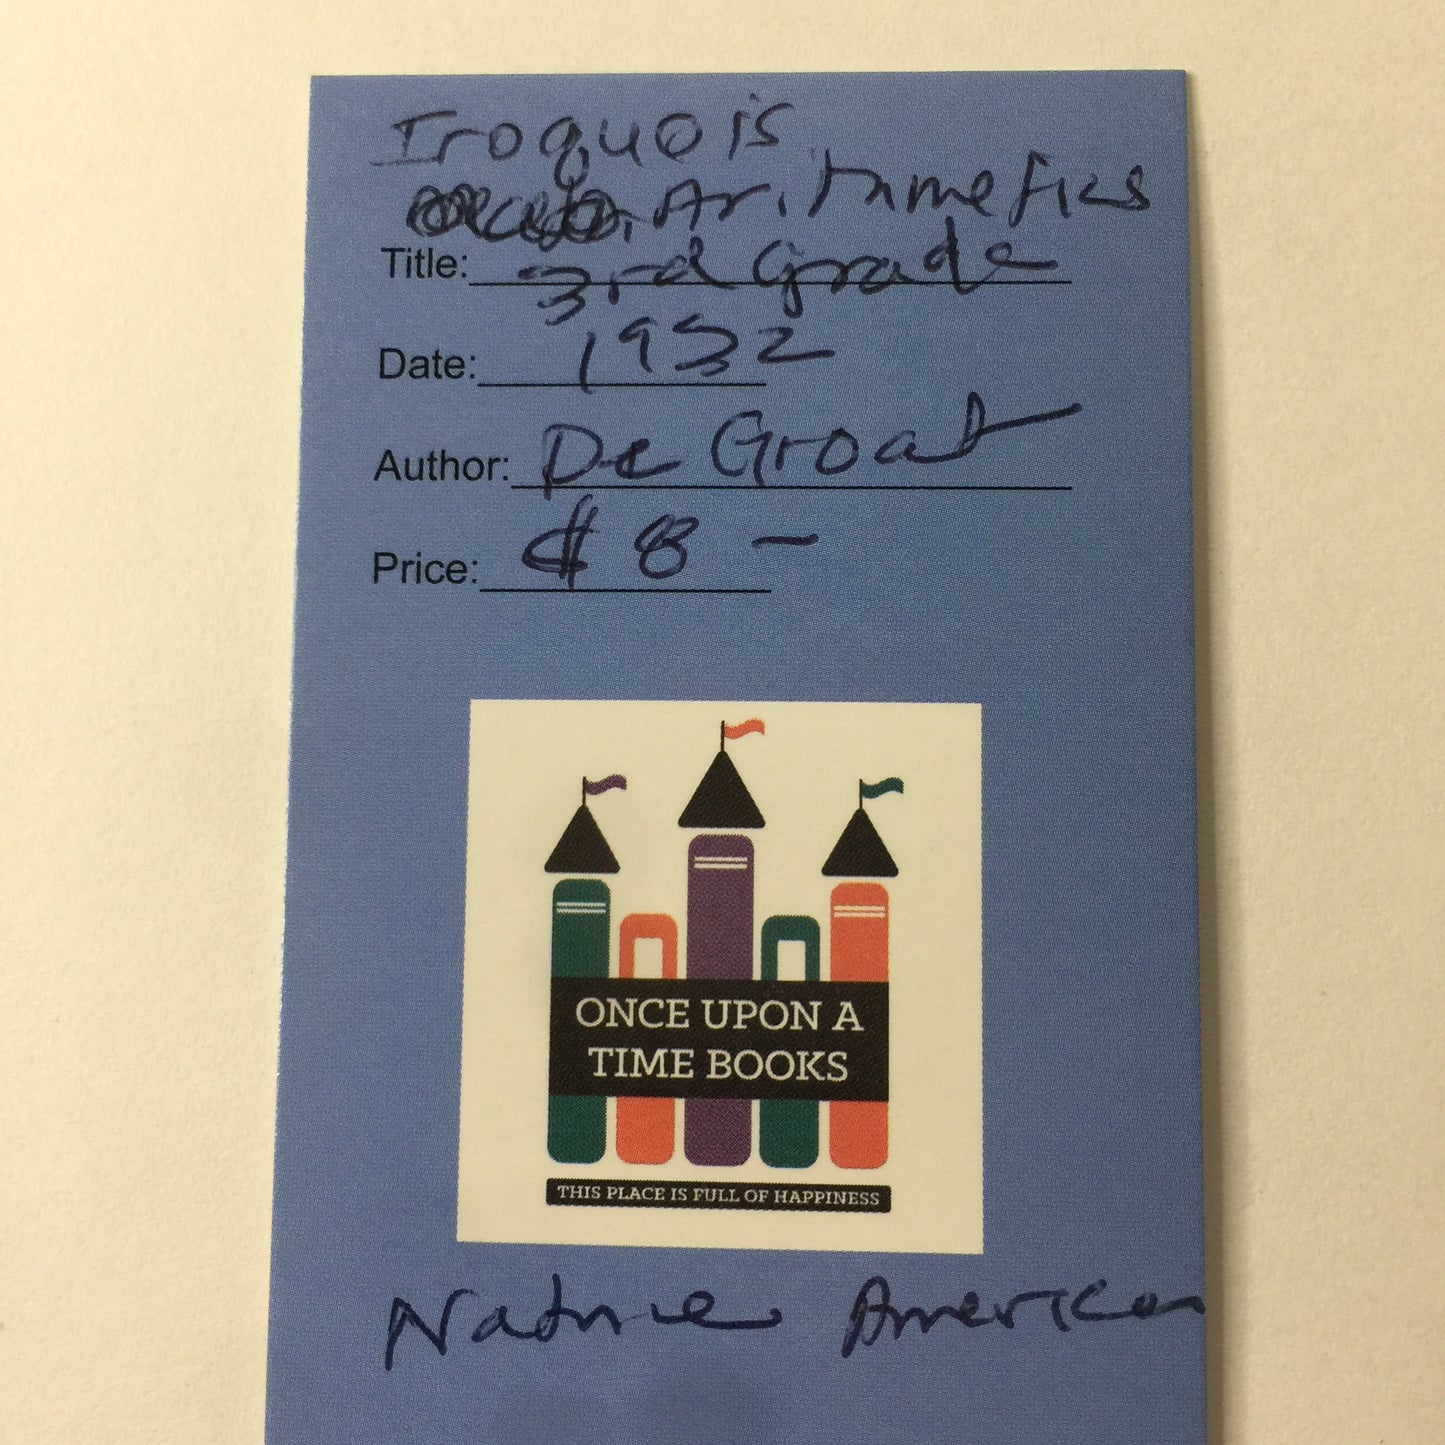 Iroquois
Arithmetics
Title: 3rd Grade
Date: 1932
Author: De Groat
Price: $8-
ONCE UPON A
TIME BOOKS
THIS PLACE IS FULL OF HAPPINESS
Native American